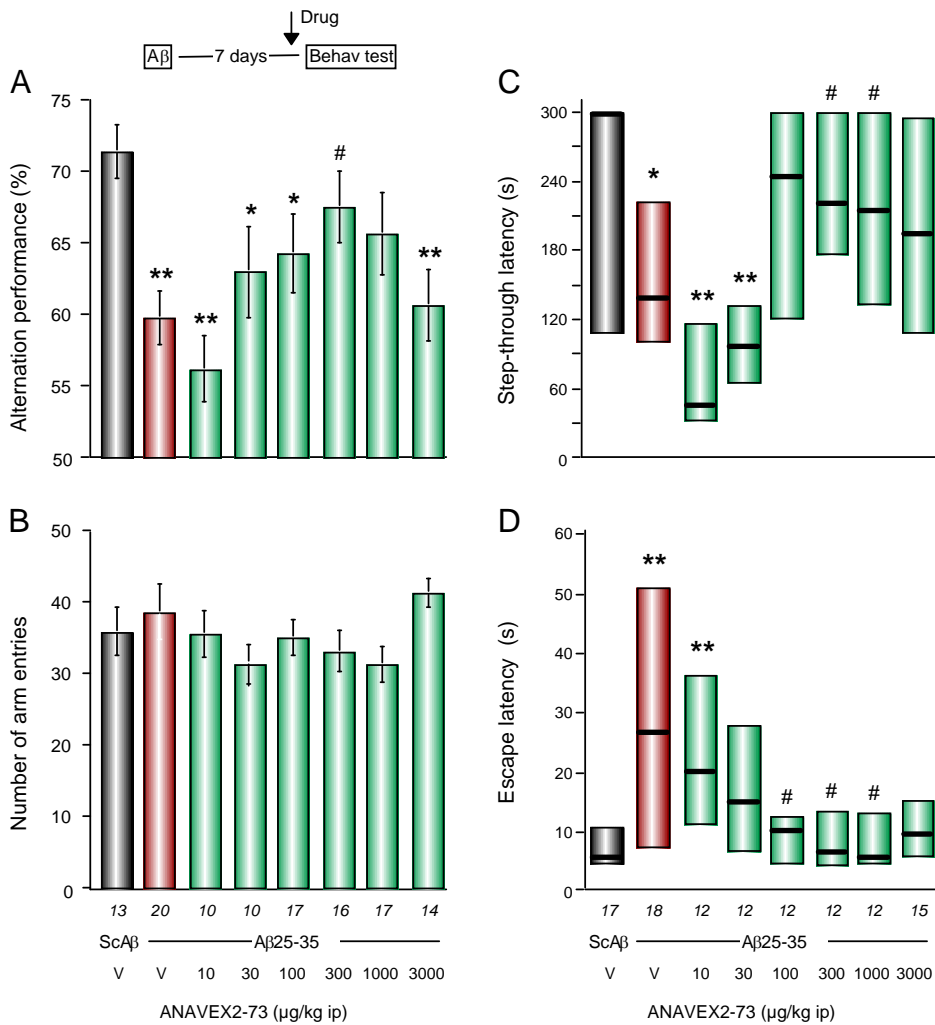 Drug
Aβ 7 days Behav test
A
Alternation performance (%)
75
70
65
60
55
50
** ** * * # **
B
Number of arm entries
50
40
30
20
10
0
13 20 10 10 17 16 17 14
ScAβ Aβ25-35
V V 10 30 100 300 1000 3000
ANAVEX2-73 (µg/kg ip)
C
Step-through latency (s)
300
240
180
120
60
0
* ** ** # #
D
Escape latency (s)
60
50
40
30
20
10
0
** ** # # #
17 18 12 12 12 12 12 15
ScAβ Aβ25-35
V V 10 30 100 300 1000 3000
ANAVEX2-73 (µg/kg ip)